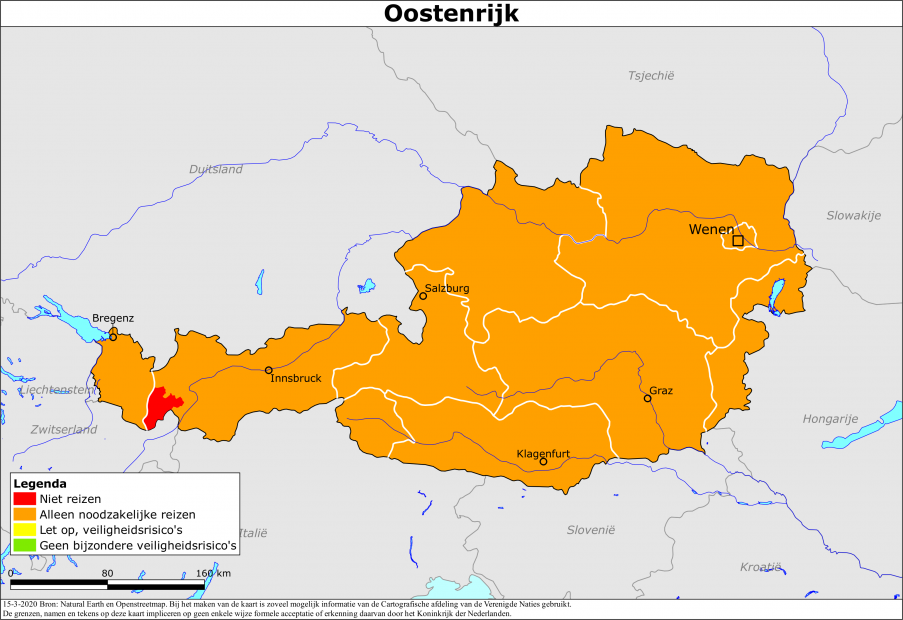 Oostenrijk
Tsjechië
Duitsland
Slowakije
Wenen
Salzburg
Bregenz
Innsbruck
Liechtenstein
Graz
Zwitserland
Hongarije
Klagenfurt
Legenda
Niet reizen
Alleen noodzakelijke reizen
Let op, veiligheidsrisico's
Geen bijzondere veiligheidsrisico's
Italië
Slovenië
Kroatië
0 80 160 km
15-3-2020 Bron: Natural Earth en Openstreetmap. Bij het maken van de kaart is zoveel mogelijk informatie van de Cartografische afdeling van de Verenigde Naties gebruikt.
De grenzen, namen en tekens op deze kaart impliceren op geen enkele wijze formele acceptatie of erkenning daarvan door het Koninkrijk der Nederlanden.